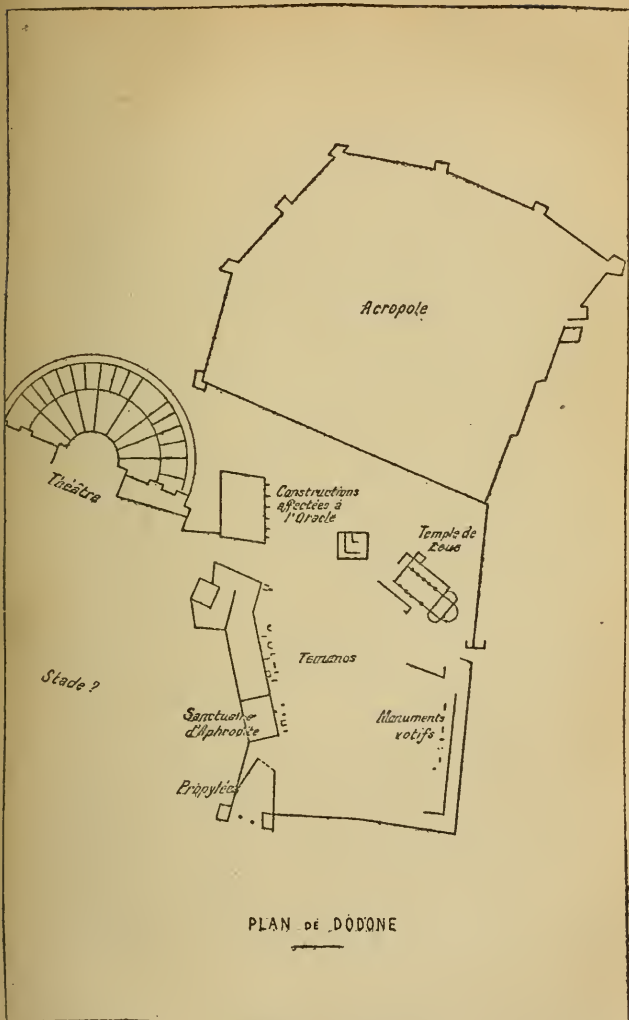 Acropole
Théâtre
Constructions
affectées à
l'Oracle
Temple de
Zeus
Temenos
Stade ?
Sanctuaire
d'Aphrodite
Monuments
votifs
Propylées
PLAN DE DODONE